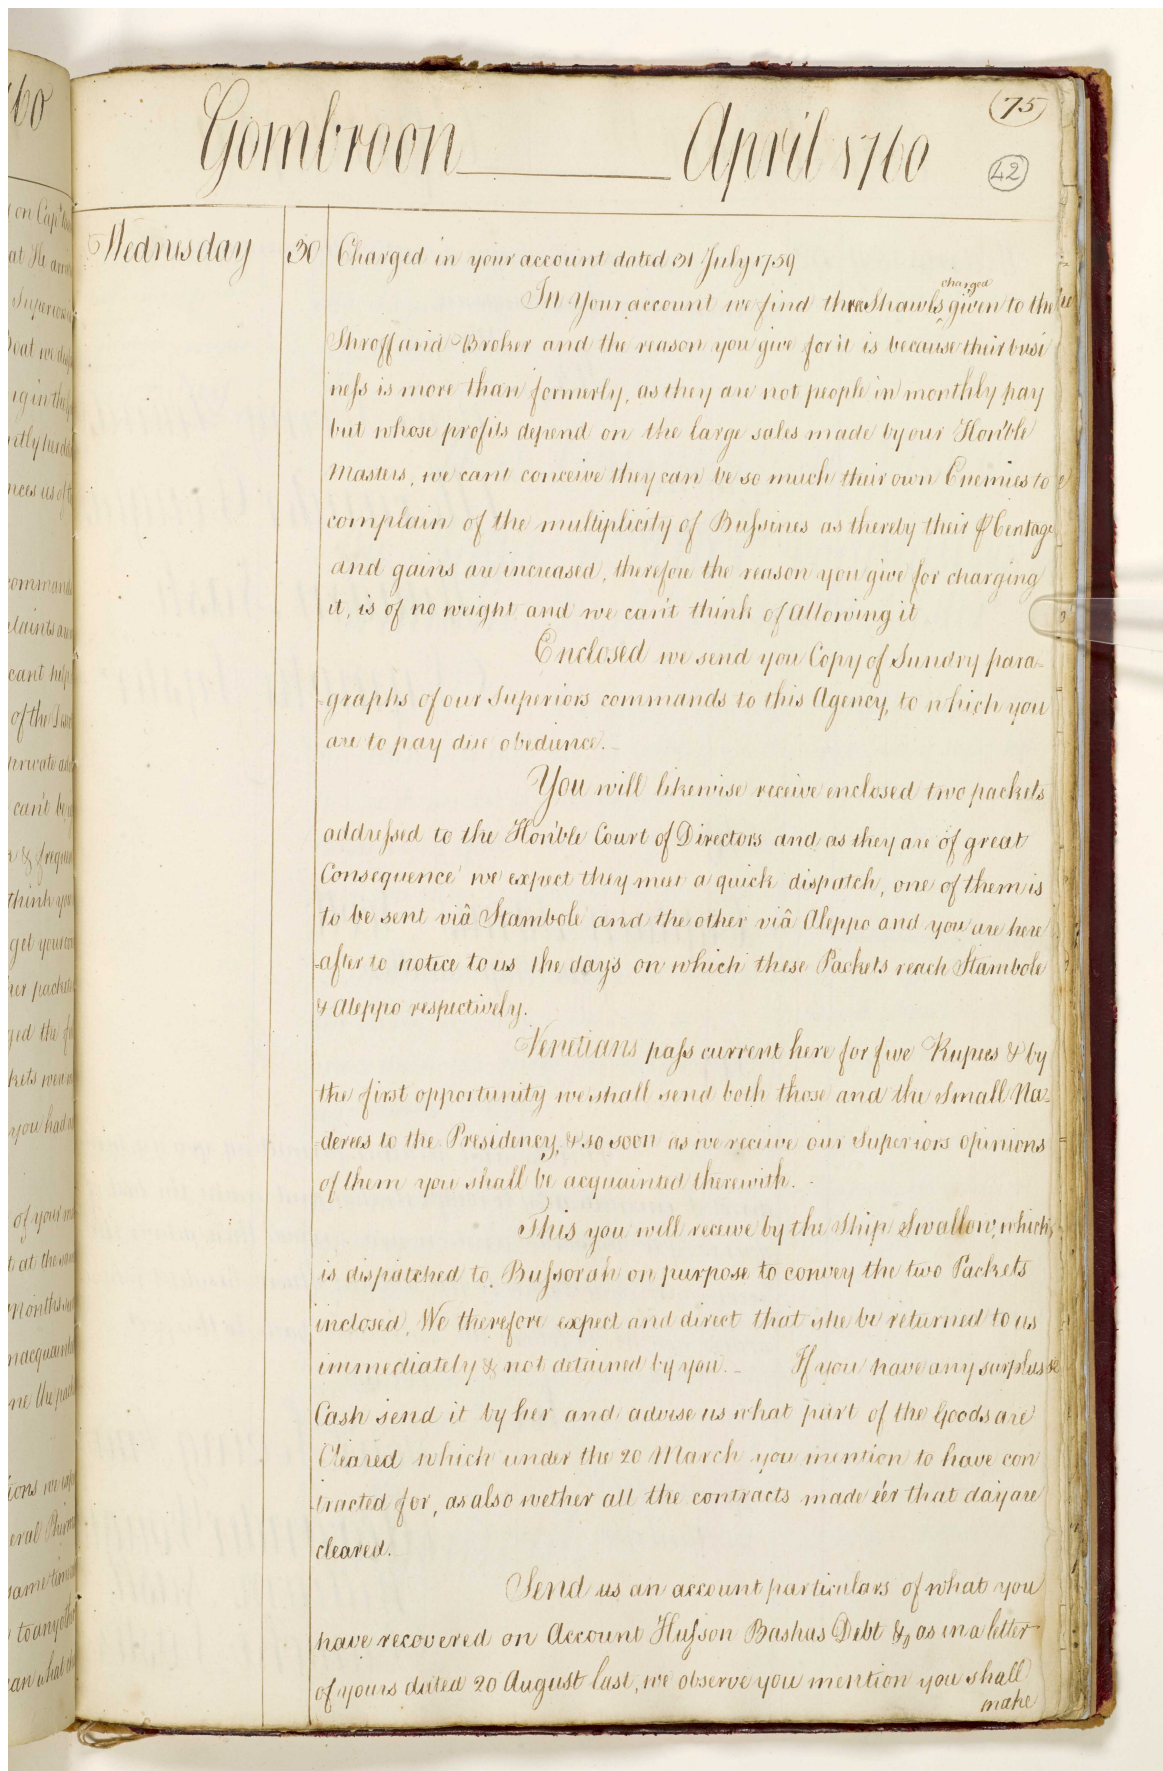 75
Gombroon April 1760
42
Wednesday 30 Charged in your account dated 31 July 1759
charged
In Your account we find three Shawls given to the
Shroff and Broker and the reason you give for it is because their busi
neſs is more than formerly, as they are not people in monthly pay
but whose profits depend on the large sales made by our Hon'ble
Masters, we cant conceive they can be so much their own Enemies to
complain of the multiplicity of Buſsines as thereby their ⅌ Centage
and gains are increased, therefore the reason you give for charging
it, is of no weight and we can't think of Allowing it
Enclosed we send you Copy of Sundry para-
-graphs of our Superiors commands to this Agency, to which you
are to pay due obedience.-
You will likewise receive enclosed two packets
addreſsed to the Hon'ble Court of Directors and as they are of great
Consequence we expect they meet a quick dispatch, one of them is
to be sent viâ Stambole and the other viâ Aleppo and you are here
-after to notice to us the days on which these Packets reach Stambole
& Aleppo respectively.
Venetians paſs current here for five Rupees & by
the first opportunity we shall send both those and the Small Na-
-derees to the Presidency, & so soon as we receive our Superiors Opinions
of them you shall be acquainted therewith.-
This you will receive by the Ship Swallow, which
is dispatched to Buſsorah on purpose to convey the two Packets
inclosed, We therefore expect and direct that she be returned to us
immediately & not detained by you.- If you have any surplusse
Cash send it by her and advise us what part of the Goods are
Cleared which under the 20 March you mention to have con
tracted for, as also wether all the contracts made e'er that day are
cleared.
Send us an account particulars of what you
have recovered on Account Huſson Bashas Debt &ca as in a letter
of yours dated 20 August last, we observe you mention you shall
make